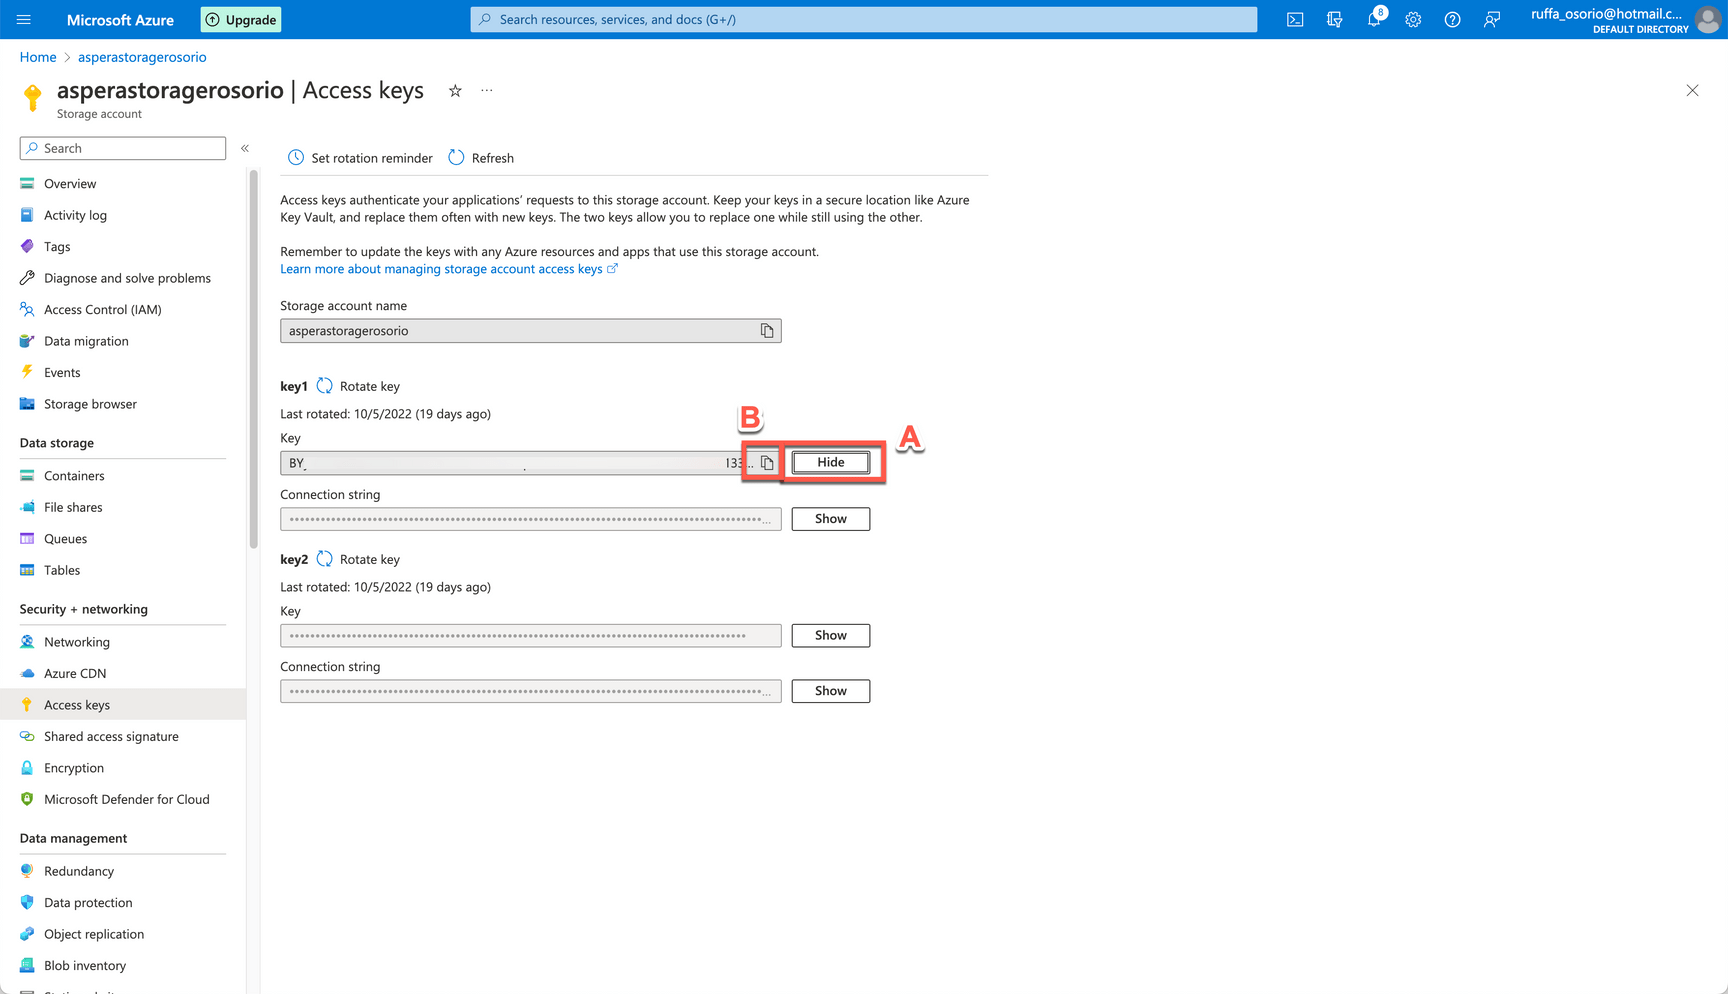 Microsoft Azure
Upgrade
Search resources, services, and docs (G+/)
8
ruffa_osorio@hotmail.c...
DEFAULT DIRECTORY
Home > asperastoragerosorio
asperastoragerosorio | Access keys
...
Storage account
Search
«
Overview
Activity log
Tags
Diagnose and solve problems
Access Control (IAM)
Data migration
Events
Storage browser
Data storage
Containers
File shares
Queues
Tables
Security + networking
Networking
Azure CDN
Access keys
Shared access signature
Encryption
Microsoft Defender for Cloud
Data management
Redundancy
Data protection
Object replication
Blob inventory
Set rotation reminder
Refresh
Access keys authenticate your applications' requests to this storage account. Keep your keys in a secure location like Azure
Key Vault, and replace them often with new keys. The two keys allow you to replace one while still using the other.
Remember to update the keys with any Azure resources and apps that use this storage account.
Learn more about managing storage account access keys
Storage account name
asperastoragerosorio
key1
Rotate key
Last rotated: 10/5/2022 (19 days ago)
B
A
Key
BY
133...
Hide
Connection string
Show
key2
Rotate key
Last rotated: 10/5/2022 (19 days ago)
Key
Show
Connection string
Show